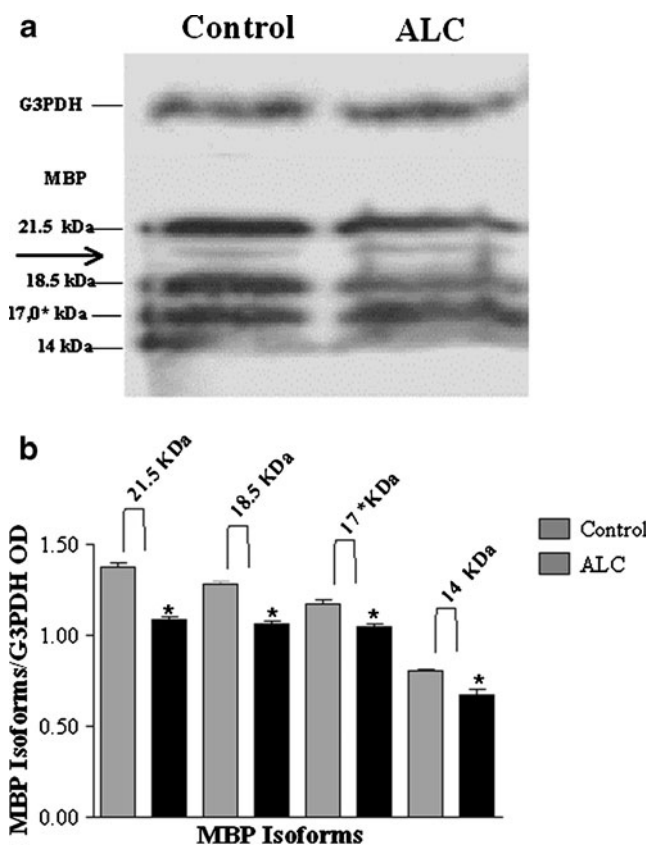 a
Control ALC
G3PDH
MBP
21.5 kDa
18.5 kDa
17,0* kDa
14 kDa
b
21.5 KDa
18.5 KDa
17 *KDa
14 KDa
Control
ALC
MBP Isoforms/G3PDH OD
1.50
1.00
0.50
0.00
* * * *
MBP Isoforms